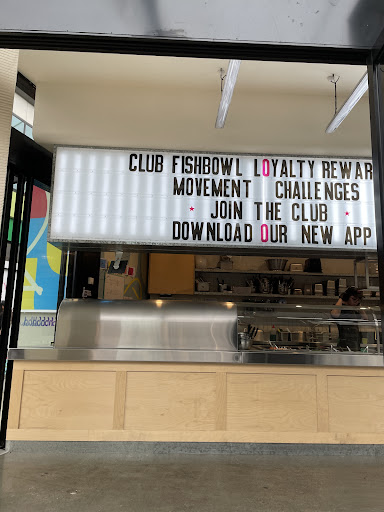 CLUB FISHBOWL LOYALTY REWAR
MOVEMENT CHALLENGES
JOIN THE CLUB
DOWNLOAD OUR NEW APP